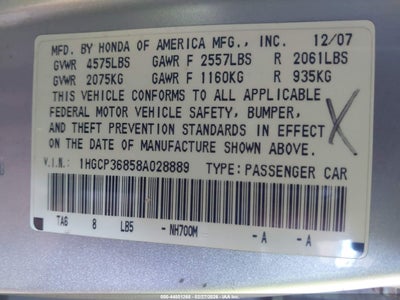 MFD. BY HONDA OF AMERICA MFG., INC. 12/07
GVWR 4575LBS GAWR F 2557LBS R 2061LBS
GVWR 2075KG GAWR F 1160KG R 935KG
THIS VEHICLE CONFORMS TO ALL APPLICABLE
FEDERAL MOTOR VEHICLE SAFETY, BUMPER,
AND THEFT PREVENTION STANDARDS IN EFFECT
ON THE DATE OF MANUFACTURE SHOWN ABOVE.
V.I.N.: 1HGCP36858A028889 TYPE: PASSENGER CAR
TA6 8 LB5 - NH700M - A - A